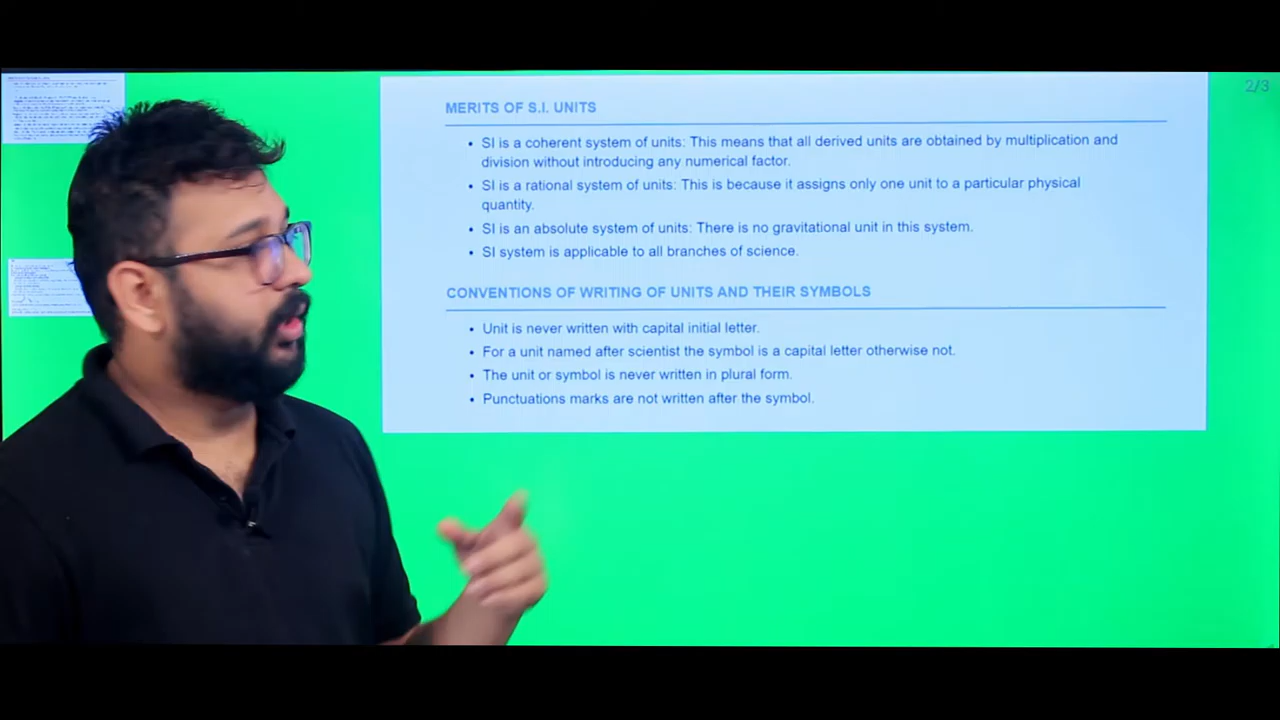 2/3
MERITS OF S.I. UNITS
• SI is a coherent system of units: This means that all derived units are obtained by multiplication and
division without introducing any numerical factor.
• SI is a rational system of units: This is because it assigns only one unit to a particular physical
quantity.
• SI is an absolute system of units: There is no gravitational unit in this system.
• SI system is applicable to all branches of science.
CONVENTIONS OF WRITING OF UNITS AND THEIR SYMBOLS
• Unit is never written with capital initial letter.
• For a unit named after scientist the symbol is a capital letter otherwise not.
• The unit or symbol is never written in plural form.
• Punctuations marks are not written after the symbol.